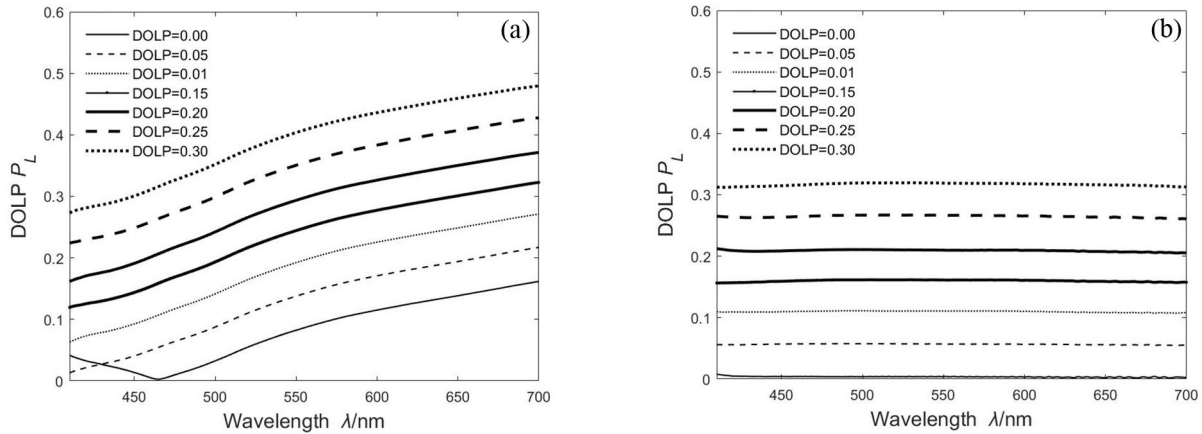 (a)
DOLP=0.00
DOLP=0.05
DOLP=0.01
DOLP=0.15
DOLP=0.20
DOLP=0.25
DOLP=0.30
0.6
0.5
0.4
0.3
0.2
0.1
0
DOLP P_L
450 500 550 600 650 700
Wavelength λ/nm
(b)
DOLP=0.00
DOLP=0.05
DOLP=0.01
DOLP=0.15
DOLP=0.20
DOLP=0.25
DOLP=0.30
0.6
0.5
0.4
0.3
0.2
0.1
0
DOLP P_L
450 500 550 600 650 700
Wavelength λ/nm